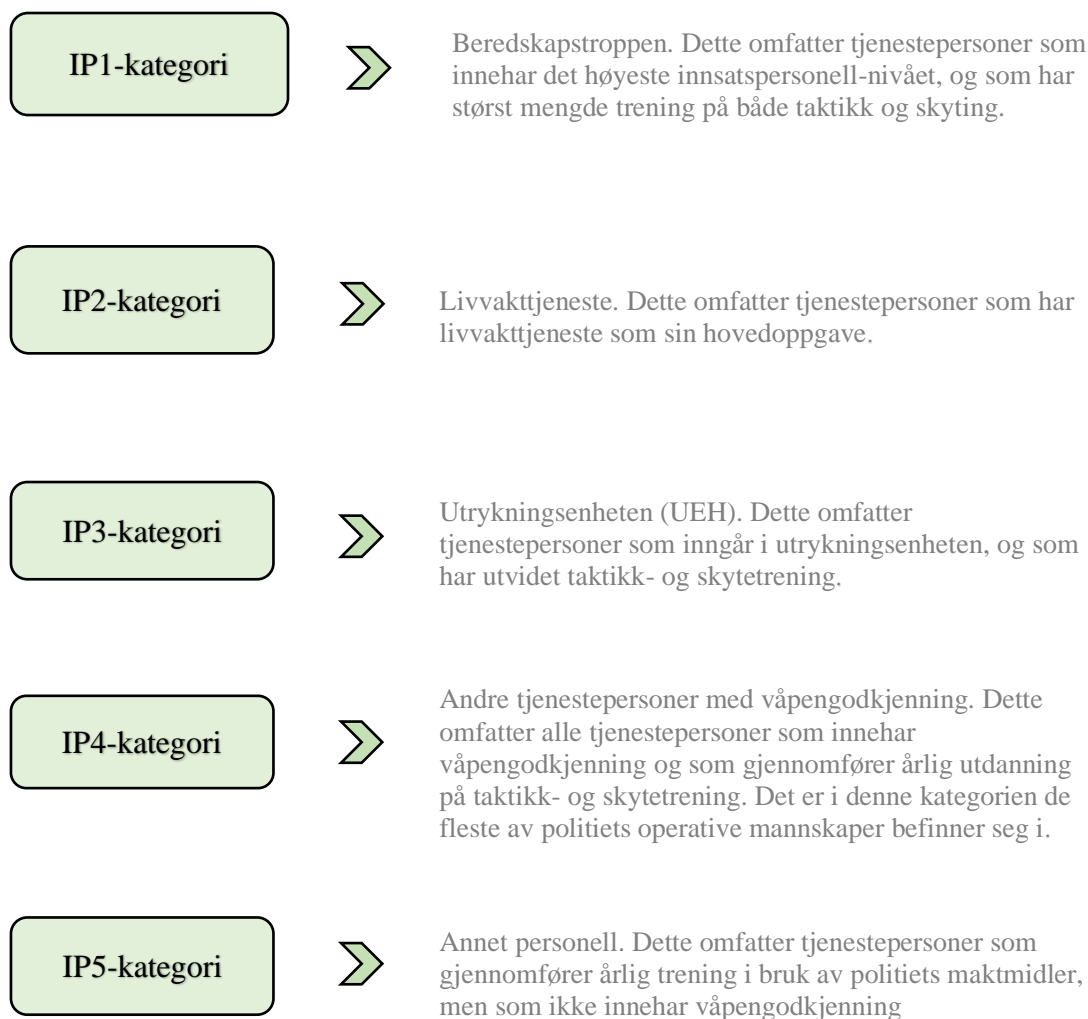 IP1-kategori
Beredskapstroppen. Dette omfatter tjenestepersoner som
innehar det høyeste innsatspersonell-nivået, og som har
størst mengde trening på både taktikk og skyting.
IP2-kategori
Livvakttjeneste. Dette omfatter tjenestepersoner som har
livvakttjeneste som sin hovedoppgave.
IP3-kategori
Utrykningsenheten (UEH). Dette omfatter
tjenestepersoner som inngår i utrykningsenheten, og som
har utvidet taktikk- og skytetrening.
IP4-kategori
Andre tjenestepersoner med våpengodkjenning. Dette
omfatter alle tjenestepersoner som innehar
våpengodkjenning og som gjennomfører årlig utdanning
på taktikk- og skytetrening. Det er i denne kategorien de
fleste av politiets operative mannskaper befinner seg i.
IP5-kategori
Annet personell. Dette omfatter tjenestepersoner som
gjennomfører årlig trening i bruk av politiets maktmidler,
men som ikke innehar våpengodkjenning